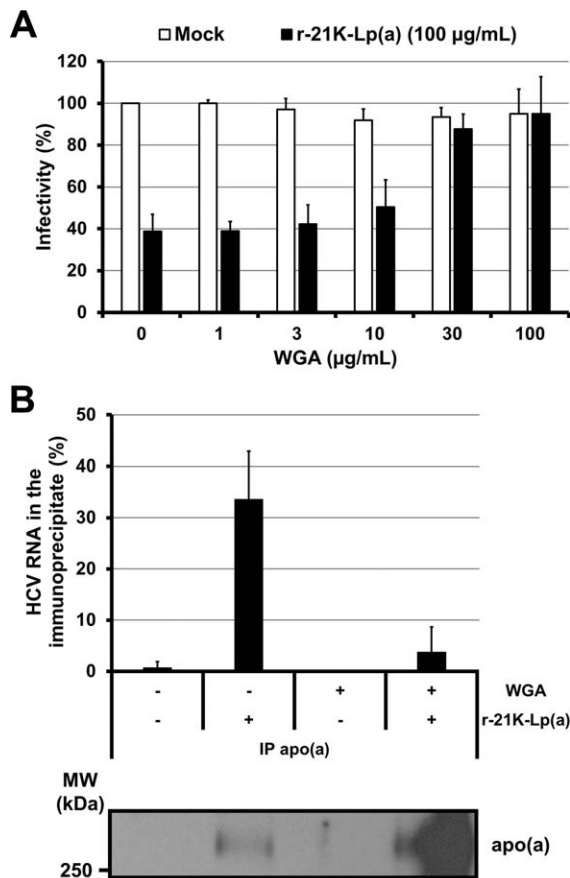 A
Mock r-21K-Lp(a) (100 µg/mL)
Infectivity (%)
120
100
80
60
40
20
0
0 1 3 10 30 100
WGA (µg/mL)
B
HCV RNA in the
immunoprecipitate (%)
50
40
30
20
10
0
- - + + WGA
- + - + r-21K-Lp(a)
IP apo(a)
MW
(kDa)
250
apo(a)